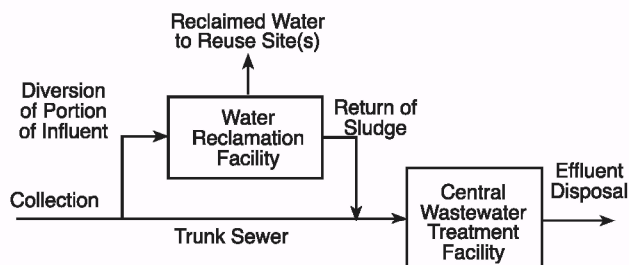 Reclaimed Water
to Reuse Site(s)
Diversion
of Portion
of Influent
Water
Reclamation
Facility
Return of
Sludge
Collection
Trunk Sewer
Central
Wastewater
Treatment
Facility
Effluent
Disposal